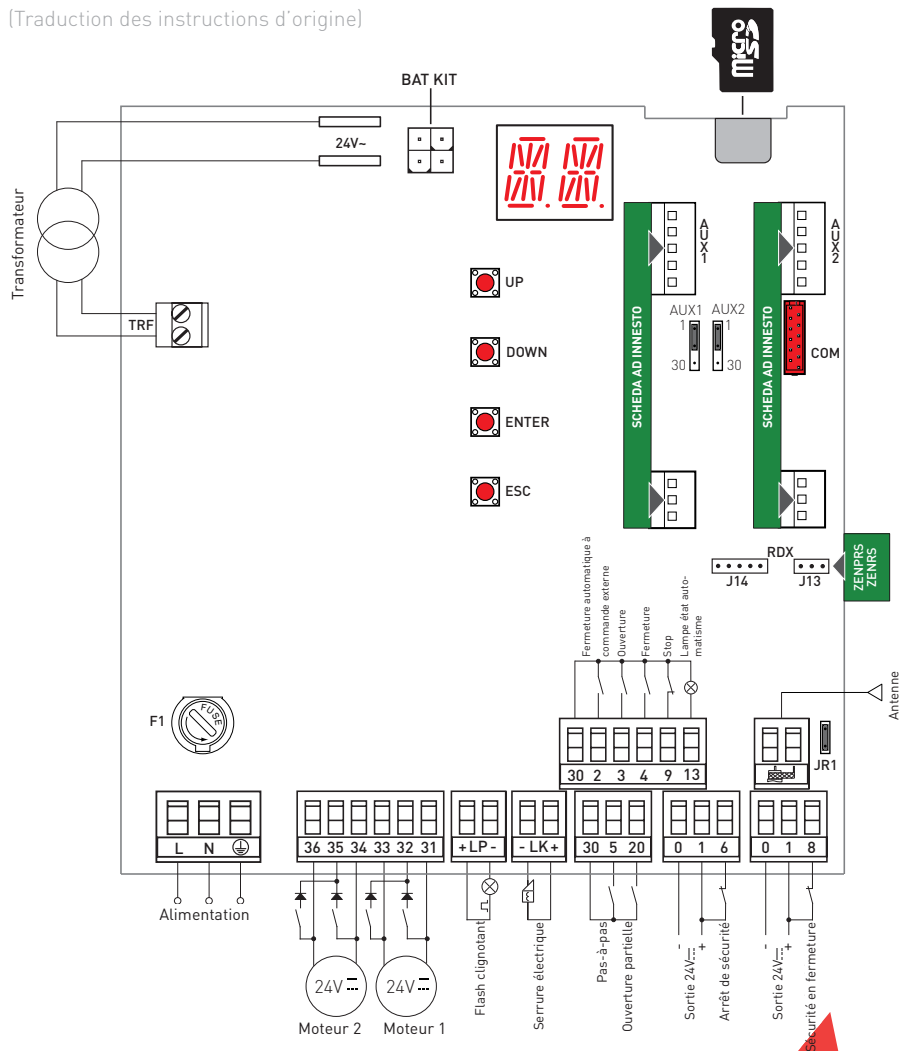 (Traduction des instructions d'origine)
micro SD
BAT KIT
24V~
Transformateur
TRF
UP
DOWN
ENTER
ESC
SCHEDA AD INNESTO
AUX1
SCHEDA AD INNESTO
AUX2
AUX1 AUX2
1 1
30 30
COM
RDX
J14
J13
ZENPRS
ZENRS
Fermeture automatique à
commande externe
Ouverture
Fermeture
Stop
Lampe état auto-
matisme
Antenne
F1
FUSE
30 2 3 4 9 13
JR1
L N
36 35 34 33 32 31
+ LP -
- LK +
30 5 20
0 1 6
0 1 8
Alimentation
24V
Moteur 2
24V
Moteur 1
Flash clignotant
Serrure électrique
Pas-à-pas
Ouverture partielle
Sortie 24V
- +
Arrêt de sécurité
Sortie 24V
- +
Sécurité en fermeture